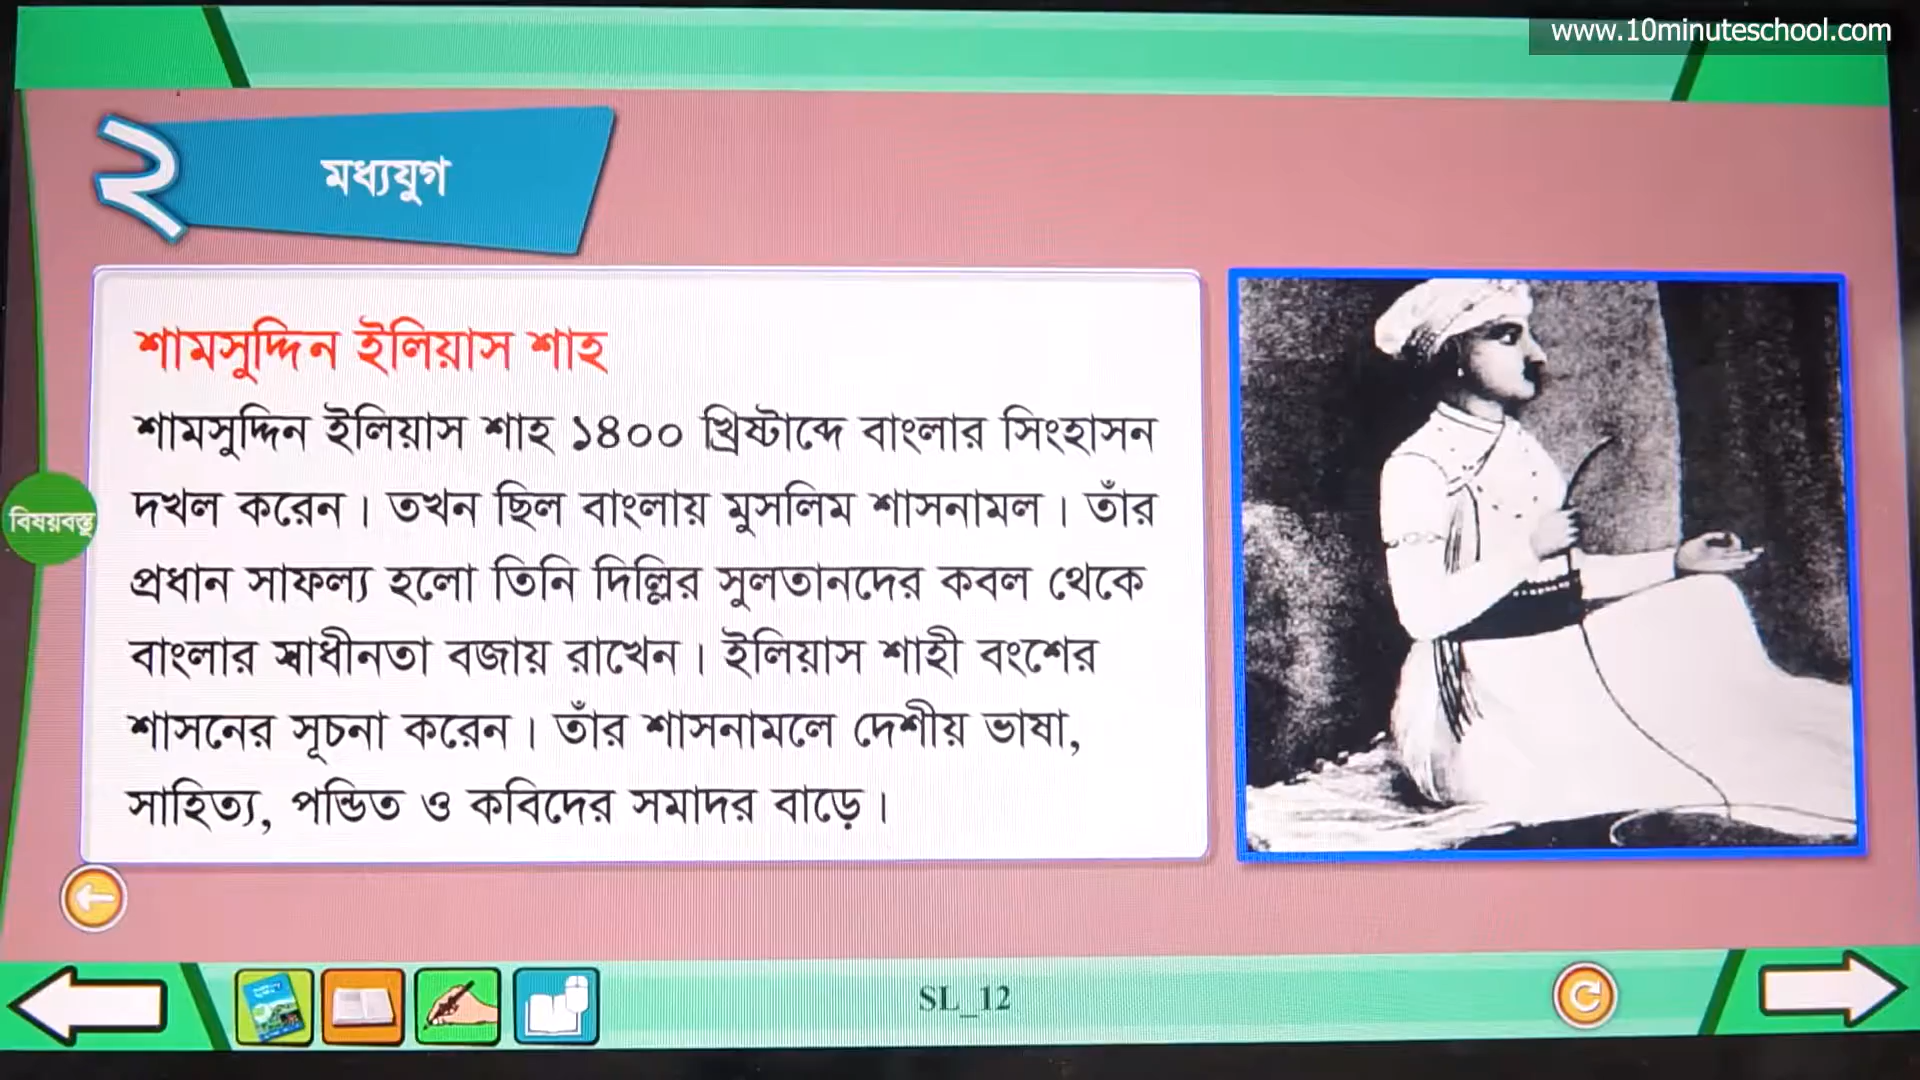 www.10minuteschool.com
২ মধ্যযুগ
শামসুদ্দিন ইলিয়াস শাহ
শামসুদ্দিন ইলিয়াস শাহ ১৪০০ খ্রিষ্টাব্দে বাংলার সিংহাসন
দখল করেন। তখন ছিল বাংলায় মুসলিম শাসনামল। তাঁর
প্রধান সাফল্য হলো তিনি দিল্লির সুলতানদের কবল থেকে
বাংলার স্বাধীনতা বজায় রাখেন। ইলিয়াস শাহী বংশের
শাসনের সূচনা করেন। তাঁর শাসনামলে দেশীয় ভাষা,
সাহিত্য, পন্ডিত ও কবিদের সমাদর বাড়ে।
বিষয়বস্তু
SL_12